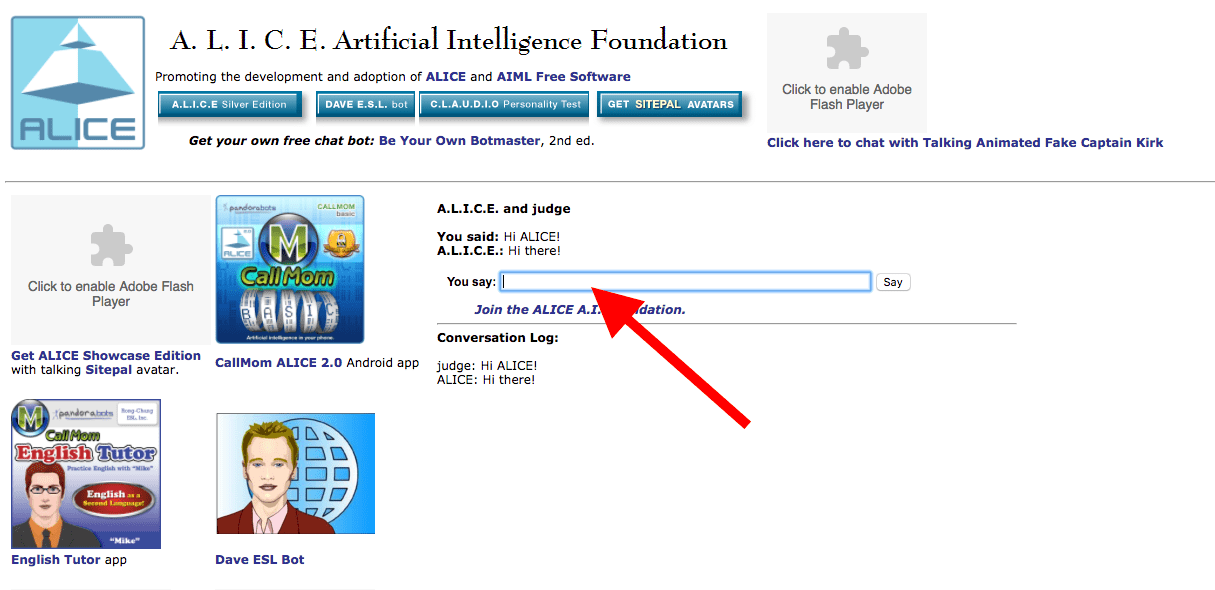 ALICE
A. L. I. C. E. Artificial Intelligence Foundation
Promoting the development and adoption of ALICE and AIML Free Software
A.L.I.C.E Silver Edition
DAVE E.S.L. bot
C.L.A.U.D.I.O Personality Test
GET SITEPAL AVATARS
Get your own free chat bot: Be Your Own Botmaster, 2nd ed.
Click to enable Adobe
Flash Player
Click here to chat with Talking Animated Fake Captain Kirk
Click to enable Adobe Flash
Player
Get ALICE Showcase Edition
with talking Sitepal avatar.
pandorabots
CALLMOM
basic
ALICE
M
CallMom
BASIC
Artificial intelligence in your phone.
CallMom ALICE 2.0 Android app
A.L.I.C.E. and judge
You said: Hi ALICE!
A.L.I.C.E.: Hi there!
You say:
Say
Join the ALICE A.I. dation.
Conversation Log:
judge: Hi ALICE!
ALICE: Hi there!
M
pandorabots
Rong-Chang
ESL, Inc.
CallMom
English Tutor
Practice English with "Mike"
English as a
Second Language!
"Mike"
English Tutor app
Dave ESL Bot